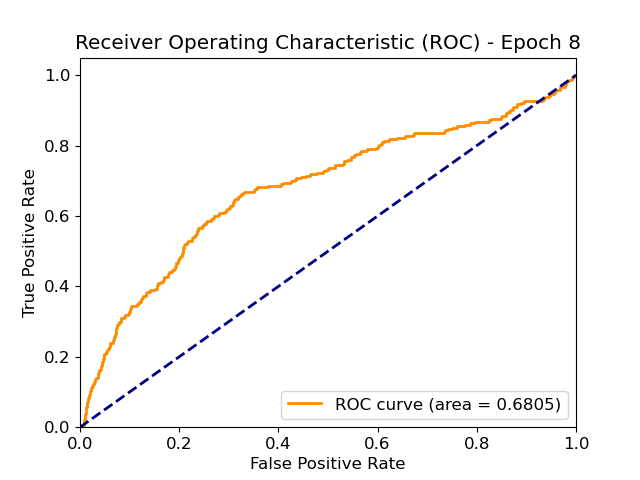 Receiver Operating Characteristic (ROC) - Epoch 8
True Positive Rate
1.0
0.8
0.6
0.4
0.2
0.0
ROC curve (area = 0.6805)
0.0 0.2 0.4 0.6 0.8 1.0
False Positive Rate